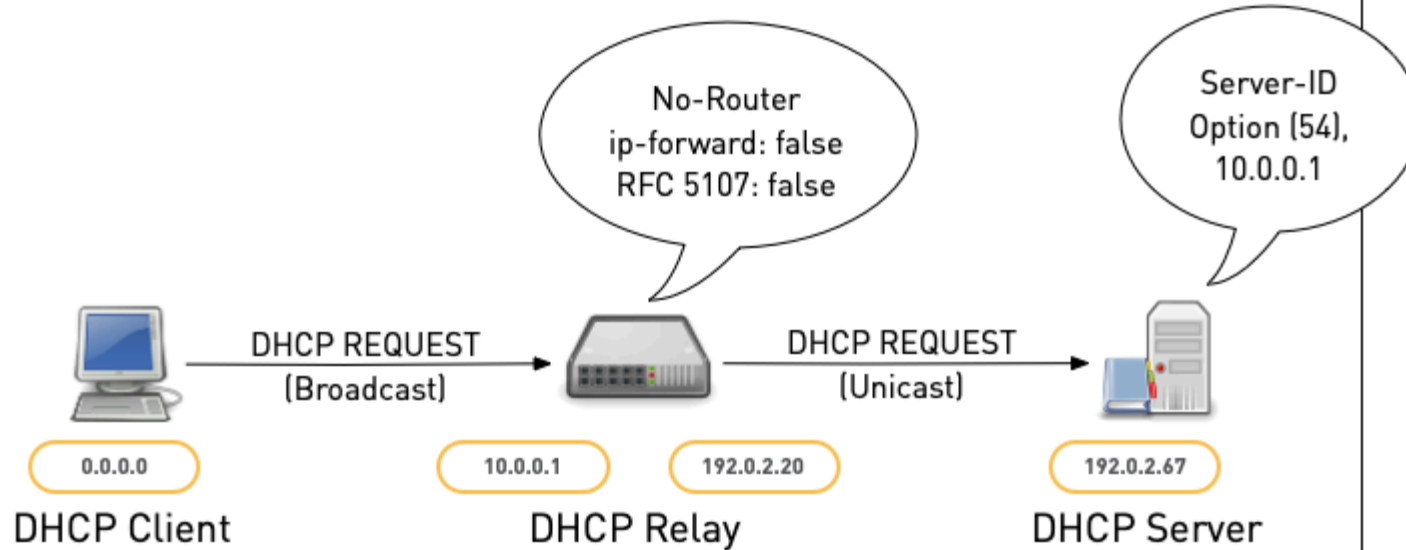 No-Router
ip-forward: false
RFC 5107: false
Server-ID
Option (54),
10.0.0.1
DHCP REQUEST
(Broadcast)
DHCP REQUEST
(Unicast)
0.0.0.0
10.0.0.1
192.0.2.20
192.0.2.67
DHCP Client
DHCP Relay
DHCP Server